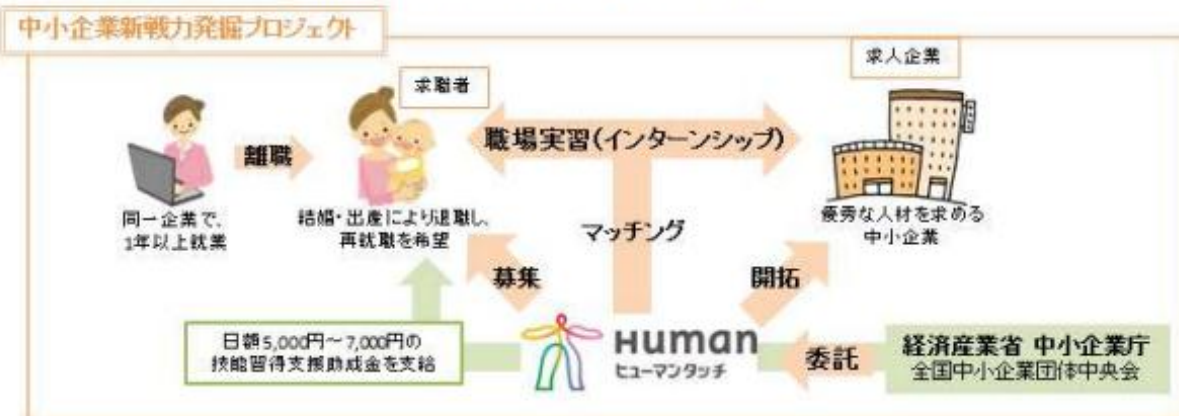 中小企業新戦力発掘プロジェクト
求職者
求人企業
離職
職場実習(インターンシップ)
同一企業で、
1年以上就業
結婚・出産により退職し、
再就職を希望
マッチング
優秀な人材を求める
中小企業
募集
開拓
日額5,000円～7,000円の
技能習得支援助成金を支給
Human
ヒューマンタッチ
委託
経済産業省 中小企業庁
全国中小企業団体中央会